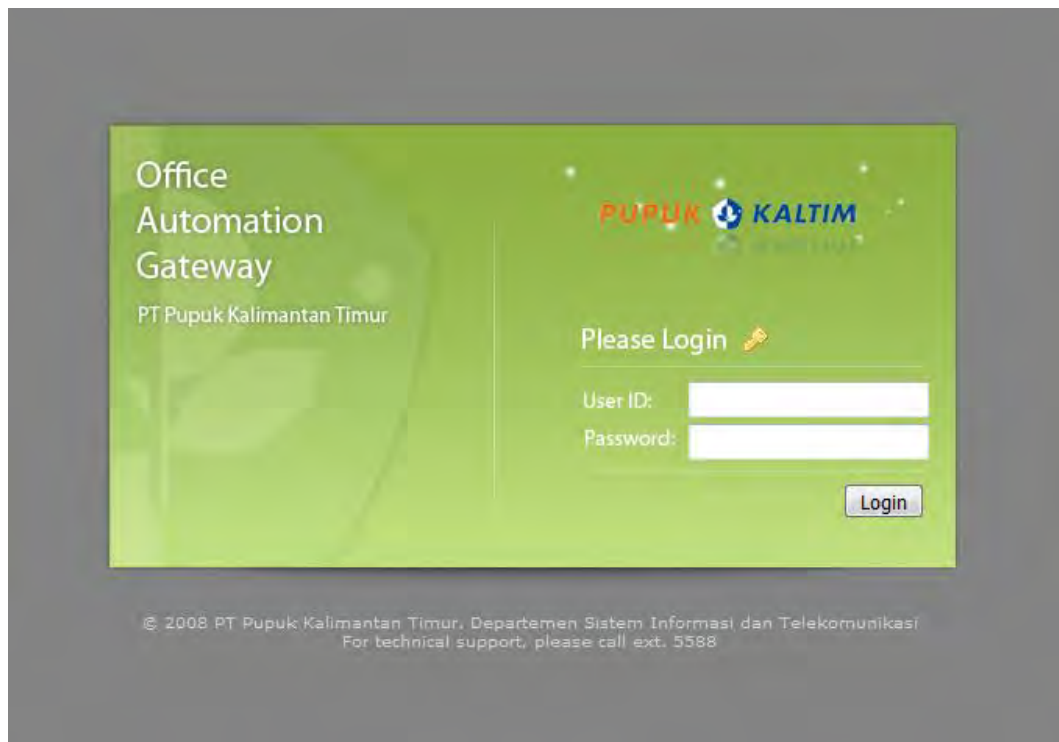 Office
Automation
Gateway
PT Pupuk Kalimantan Timur
PUPUK KALTIM
Please Login
User ID:
Password:
Login
© 2008 PT Pupuk Kalimantan Timur. Departemen Sistem Informasi dan Telekomunikasi
For technical support, please call ext. 5588